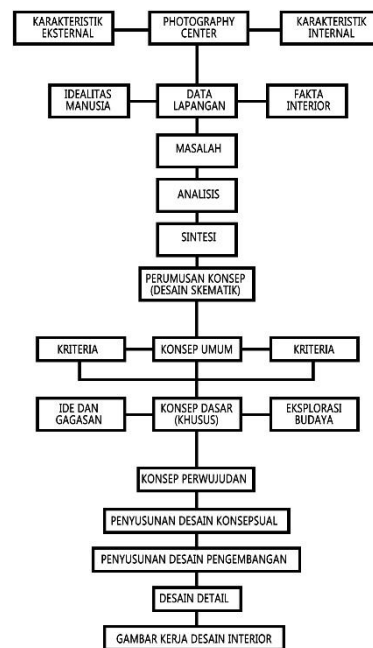 KARAKTERISTIK
EKSTERNAL
PHOTOGRAPHY
CENTER
KARAKTERISTIK
INTERNAL
IDEALITAS
MANUSIA
DATA
LAPANGAN
FAKTA
INTERIOR
MASALAH
ANALISIS
SINTESI
PERUMUSAN KONSEP
(DESAIN SKEMATIK)
KRITERIA
KONSEP UMUM
KRITERIA
IDE DAN
GAGASAN
KONSEP DASAR
(KHUSUS)
EKSPLORASI
BUDAYA
KONSEP PERWUJUDAN
PENYUSUNAN DESAIN KONSEPSUAL
PENYUSUNAN DESAIN PENGEMBANGAN
DESAIN DETAIL
GAMBAR KERJA DESAIN INTERIOR